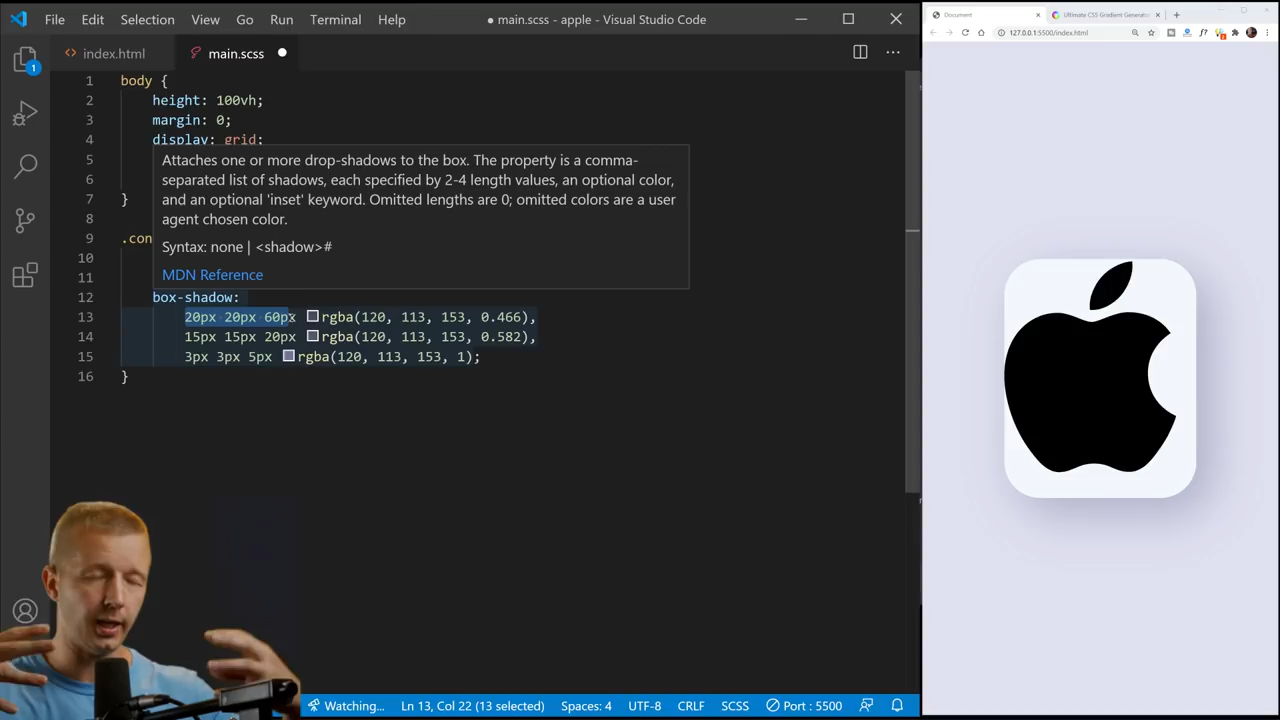 File Edit Selection View Go Run Terminal Help
● main.scss - apple - Visual Studio Code
Document
Ultimate CSS Gradient Generator
127.0.0.1:5500/index.html
index.html
main.scss
1
1 body {
2 height: 100vh;
3 margin: 0;
4 display: grid;
5
6
7 }
8
9 .con
10
11
Attaches one or more drop-shadows to the box. The property is a comma-
separated list of shadows, each specified by 2-4 length values, an optional color,
and an optional 'inset' keyword. Omitted lengths are 0; omitted colors are a user
agent chosen color.
Syntax: none | <shadow>#
MDN Reference
12 box-shadow:
13 20px 20px 60px rgba(120, 113, 153, 0.466),
14 15px 15px 20px rgba(120, 113, 153, 0.582),
15 3px 3px 5px rgba(120, 113, 153, 1);
16 }
Watching... Ln 13, Col 22 (13 selected) Spaces: 4 UTF-8 CRLF SCSS Port : 5500